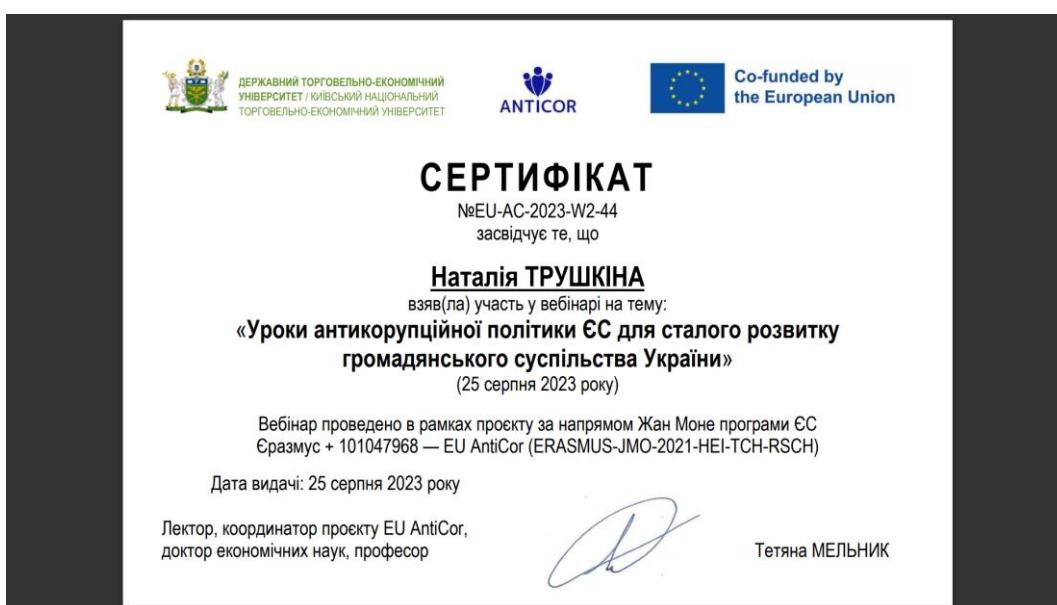 ДЕРЖАВНИЙ ТОРГОВЕЛЬНО-ЕКОНОМІЧНИЙ
УНІВЕРСИТЕТ / КИЇВСЬКИЙ НАЦІОНАЛЬНИЙ
ТОРГОВЕЛЬНО-ЕКОНОМІЧНИЙ УНІВЕРСИТЕТ
ANTICOR
Co-funded by
the European Union
СЕРТИФІКАТ
№EU-AC-2023-W2-44
засвідчує те, що
Наталія ТРУШКІНА
взяв(ла) участь у вебінарі на тему:
«Уроки антикорупційної політики ЄС для сталого розвитку
громадянського суспільства України»
(25 серпня 2023 року)
Вебінар проведено в рамках проєкту за напрямом Жан Моне програми ЄС
Єразмус + 101047968 — EU AntiCor (ERASMUS-JMO-2021-HEI-TCH-RSCH)
Дата видачі: 25 серпня 2023 року
Лектор, координатор проєкту EU AntiCor,
доктор економічних наук, професор
Тетяна МЕЛЬНИК